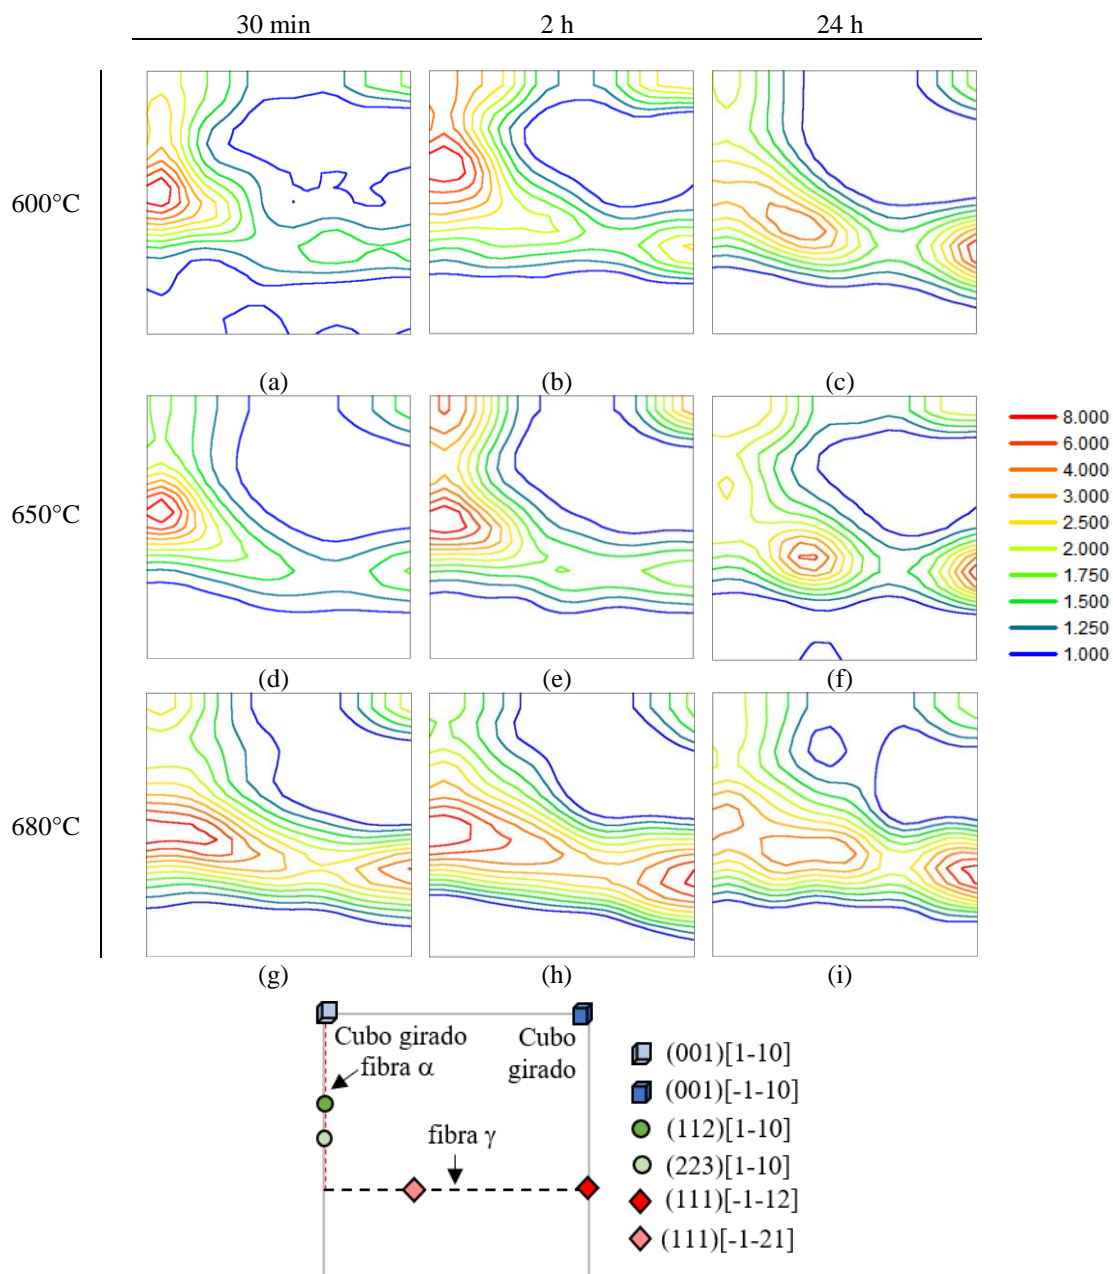 30 min 2 h 24 h
600°C
(a) (b) (c)
650°C
8.000
6.000
4.000
3.000
2.500
2.000
1.750
1.500
1.250
1.000
(d) (e) (f)
680°C
(g) (h) (i)
Cubo girado
fibra α
Cubo
girado
fibra γ
(001)[1-10]
(001)[-1-10]
(112)[1-10]
(223)[1-10]
(111)[-1-12]
(111)[-1-21]